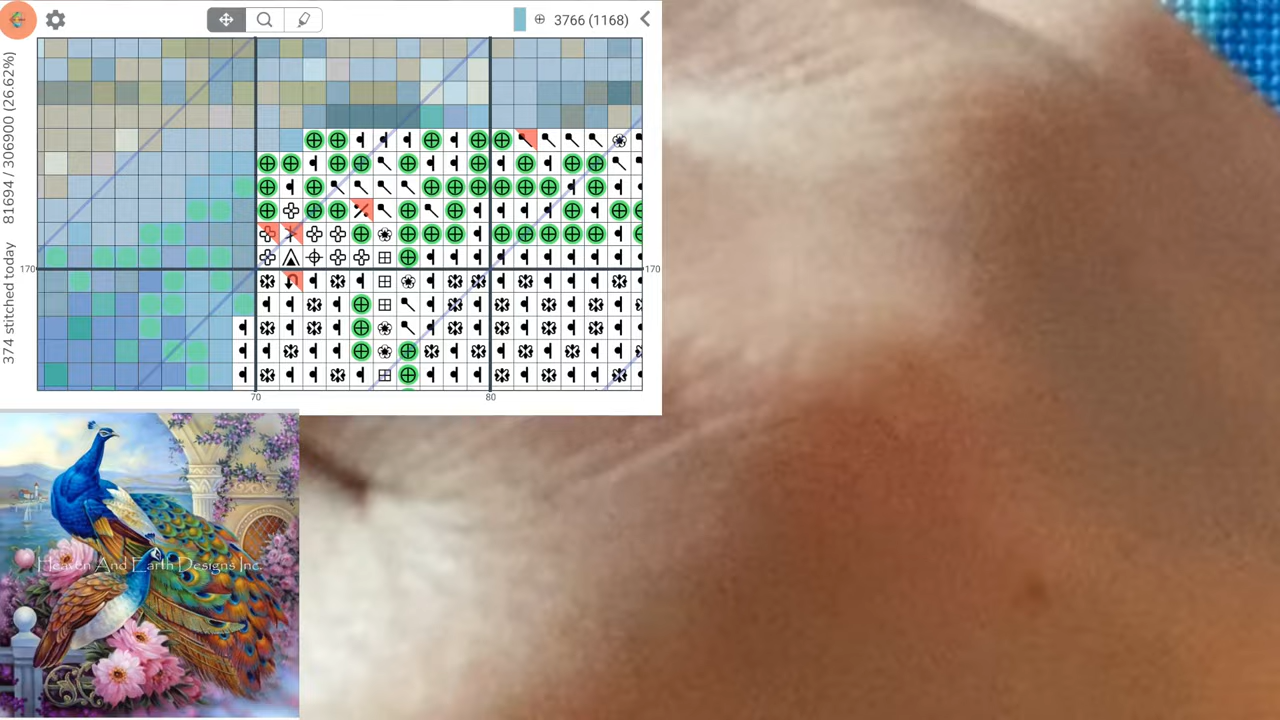 3766 (1168)
374 stitched today 81694 / 306900 (26.62%)
170
170
70
80
Heaven And Earth Designs Inc.